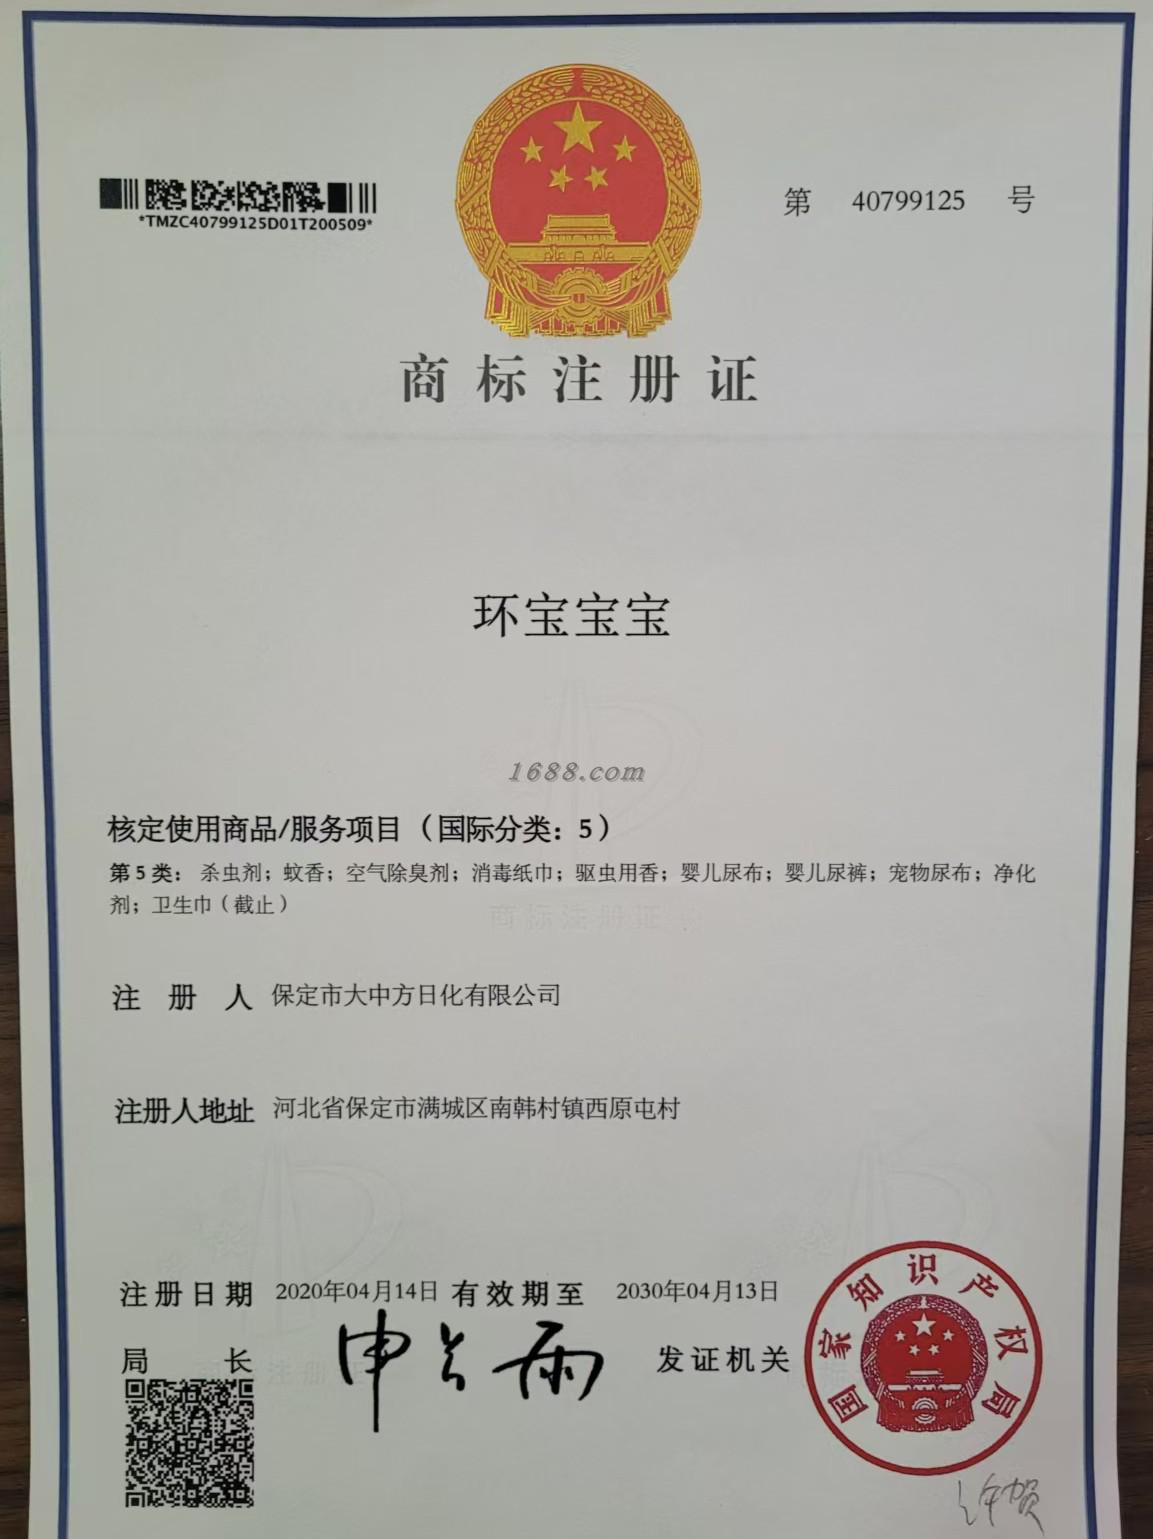 *TMZC40799125D01T200509*
第 40799125 号
商标注册证
环宝宝宝
1688.com
核定使用商品/服务项目（国际分类：5）
第5类：杀虫剂；蚊香；空气除臭剂；消毒纸巾；驱虫用香；婴儿尿布；婴儿尿裤；宠物尿布；净化
剂；卫生巾（截止）
商标注册证
注册人 保定市大中方日化有限公司
注册人地址 河北省保定市满城区南韩村镇西原屯村
注册日期 2020年04月14日 有效期至 2030年04月13日
局长 申长雨 发证机关
国家知识产权局